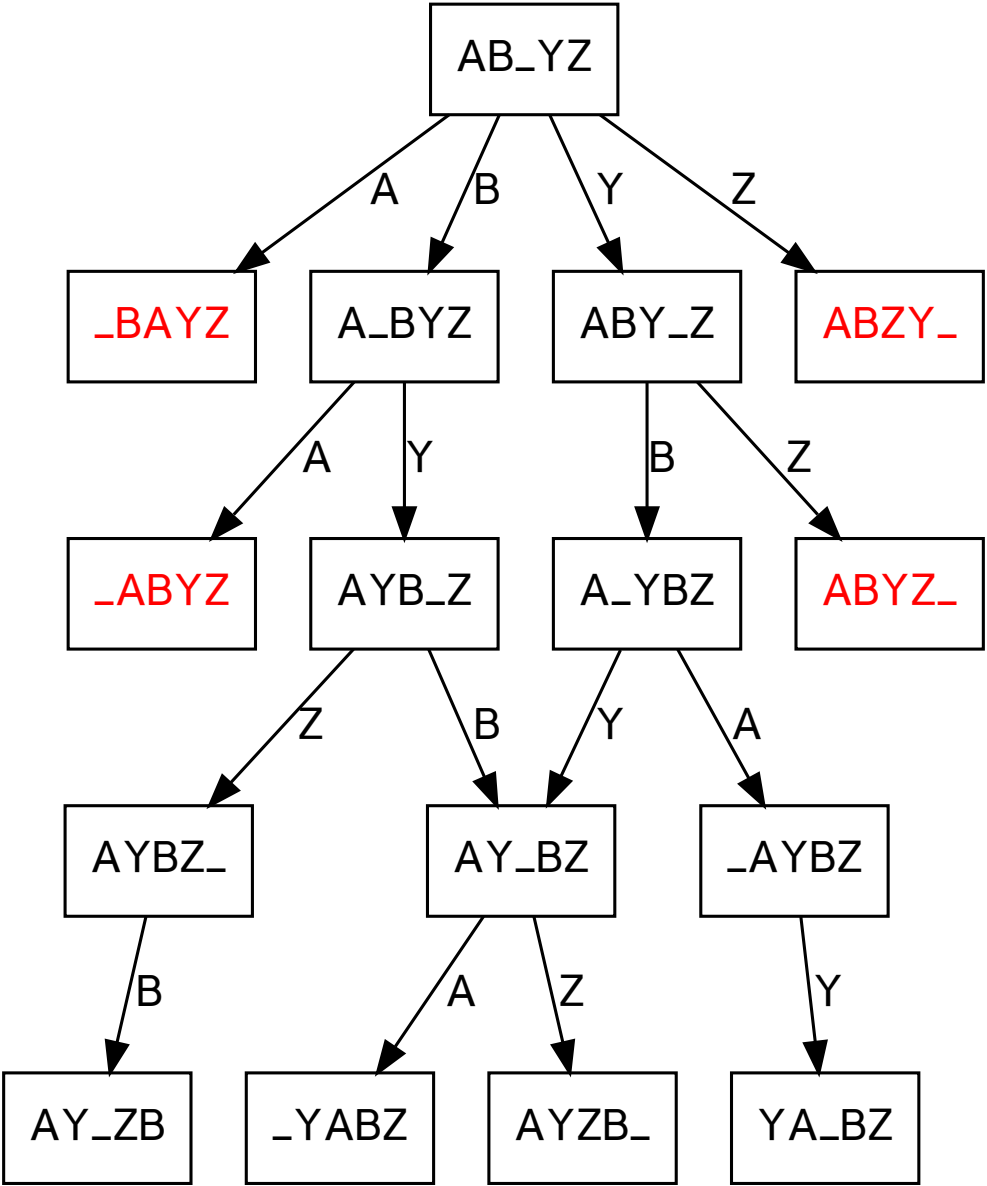 AB_YZ
A
B
Y
Z
_BAYZ
A_BYZ
ABY_Z
ABZY_
A
Y
B
Z
_ABYZ
AYB_Z
A_YBZ
ABYZ_
Z
B
Y
A
AYBZ_
AY_BZ
_AYBZ
B
A
Z
Y
AY_ZB
_YABZ
AYZB_
YA_BZ